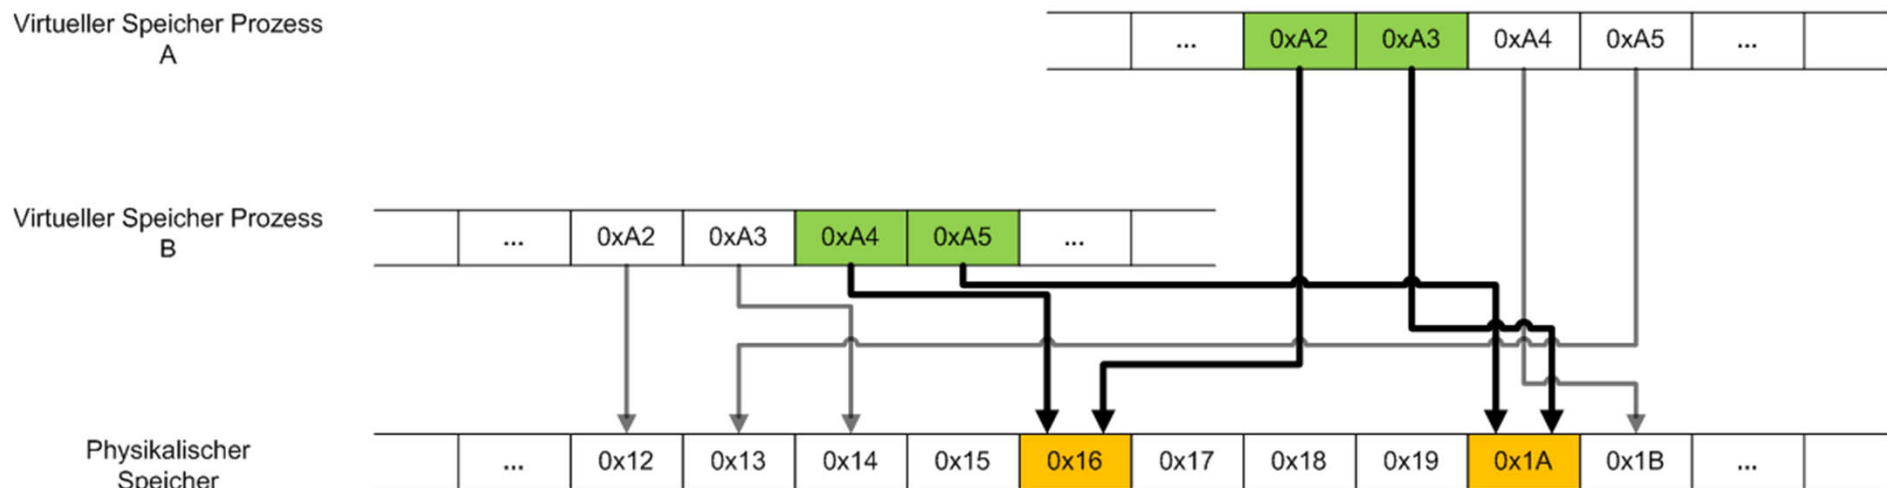 Virtueller Speicher Prozess
A
... 0xA2 0xA3 0xA4 0xA5 ...
Virtueller Speicher Prozess
B
... 0xA2 0xA3 0xA4 0xA5 ...
Physikalischer
Speicher
... 0x12 0x13 0x14 0x15 0x16 0x17 0x18 0x19 0x1A 0x1B ...